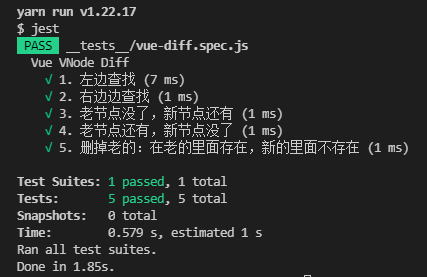 yarn run v1.22.17
$ jest
PASS __tests__/vue-diff.spec.js
Vue VNode Diff
√ 1. 左边查找 (7 ms)
√ 2. 右边边查找 (1 ms)
√ 3. 老节点没了，新节点还有 (1 ms)
√ 4. 老节点还有，新节点没了 (1 ms)
√ 5. 删掉老的：在老的里面存在，新的里面不存在 (1 ms)
Test Suites: 1 passed, 1 total
Tests: 5 passed, 5 total
Snapshots: 0 total
Time: 0.579 s, estimated 1 s
Ran all test suites.
Done in 1.85s.